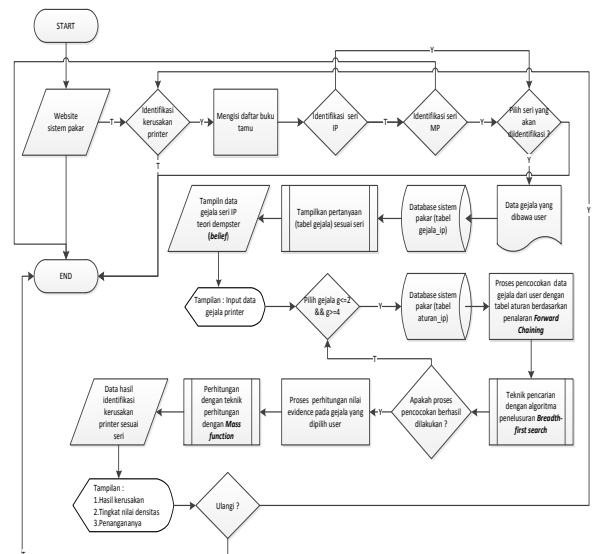 START
Y
Website
sistem pakar
T
Identifikasi
kerusakan
printer
Y
Mengisi daftar buku
tamu
Identifikasi seri
IP
T
Identifikasi seri
MP
Y
Pilih seri yang
akan
diidentifikasi ?
T
Y
Y
Tampiln data
gejala seri IP
teori dempster
(belief)
Tampilkan pertanyaan
(tabel gejala) sesuai seri
Database sistem
pakar (tabel
gejala_ip)
Data gejala yang
dibawa user
END
Tampilan : Input data
gejala printer
Pilih gejala g<=2
&& g>=4
Y
Database sistem
pakar (tabel
aturan_ip)
Proses pencocokan data
gejala dari user dengan
tabel aturan berdasarkan
penalaran Forward
Chaining
T
Data hasil
identifikasi
kerusakan
printer sesuai
seri
Perhitungan
dengan teknik
perhitungan
dengan Mass
function
Proses perhitungan nilai
evidence pada gejala yang
dipilih user
Y
Apakah proses
pencocokan berhasil
dilakukan ?
Teknik pencarian
dengan algoritma
penelusuran Breadth-
first search
Tampilan :
1.Hasil kerusakan
2.Tingkat nilai densitas
3.Penangananya
Ulangi ?